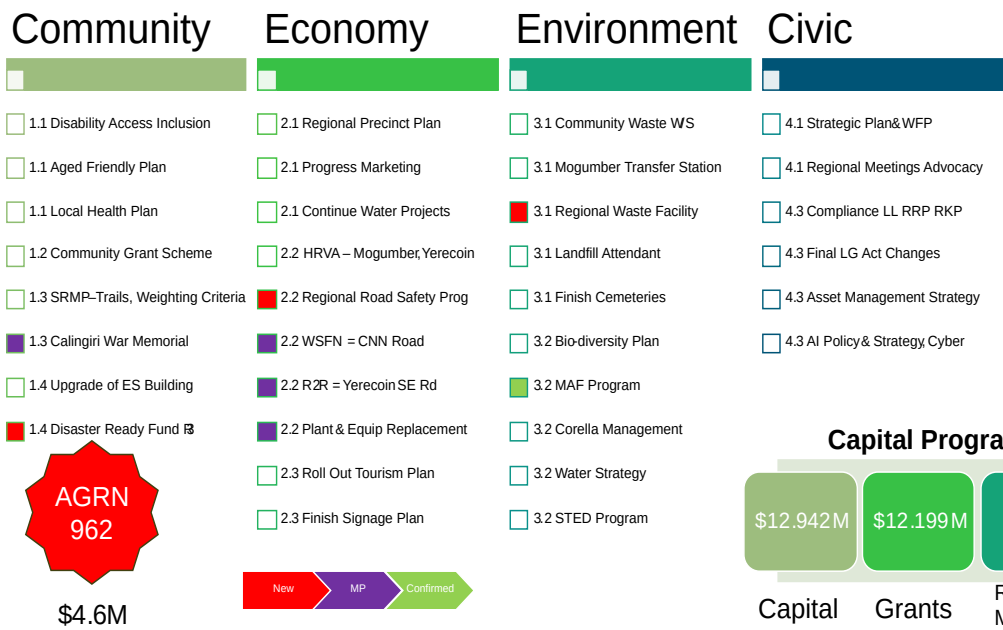 Community
1.1 Disability Access Inclusion
1.1 Aged Friendly Plan
1.1 Local Health Plan
1.2 Community Grant Scheme
1.3 SRMP–Trails, Weighting Criteria
1.3 Calingiri War Memorial
1.4 Upgrade of ES Building
1.4 Disaster Ready Fund R3
AGRN
962
$4.6M
Economy
2.1 Regional Precinct Plan
2.1 Progress Marketing
2.1 Continue Water Projects
2.2 HRVA – Mogumber, Yerecoin
2.2 Regional Road Safety Prog
2.2 WSFN = CNN Road
2.2 R2R = Yerecoin SE Rd
2.2 Plant & Equip Replacement
2.3 Roll Out Tourism Plan
2.3 Finish Signage Plan
New
MP
Confirmed
Environment
3.1 Community Waste W/S
3.1 Mogumber Transfer Station
3.1 Regional Waste Facility
3.1 Landfill Attendant
3.1 Finish Cemeteries
3.2 Bio-diversity Plan
3.2 MAF Program
3.2 Corella Management
3.2 Water Strategy
3.2 STED Program
Civic
4.1 Strategic Plan& WFP
4.1 Regional Meetings Advocacy
4.3 Compliance LL RRP RKP
4.3 Final LG Act Changes
4.3 Asset Management Strategy
4.3 AI Policy & Strategy, Cyber
Capital Progra
$12.942M
$12.199M
Capital
Grants